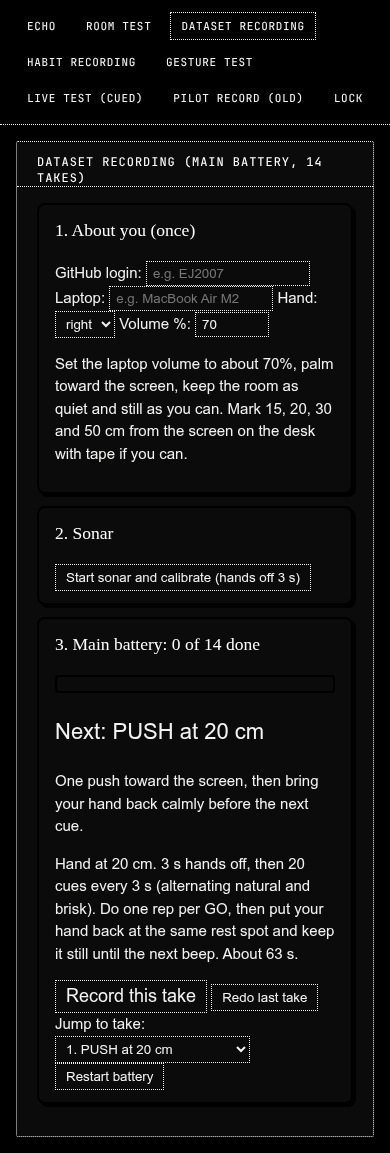 ECHO ROOM TEST DATASET RECORDING
HABIT RECORDING GESTURE TEST
LIVE TEST (CUED) PILOT RECORD (OLD) LOCK
DATASET RECORDING (MAIN BATTERY, 14
TAKES)
1. About you (once)
GitHub login: e.g. EJ2007
Laptop: e.g. MacBook Air M2 Hand:
right Volume %: 70
Set the laptop volume to about 70%, palm
toward the screen, keep the room as
quiet and still as you can. Mark 15, 20, 30
and 50 cm from the screen on the desk
with tape if you can.
2. Sonar
Start sonar and calibrate (hands off 3 s)
3. Main battery: 0 of 14 done
Next: PUSH at 20 cm
One push toward the screen, then bring
your hand back calmly before the next
cue.
Hand at 20 cm. 3 s hands off, then 20
cues every 3 s (alternating natural and
brisk). Do one rep per GO, then put your
hand back at the same rest spot and keep
it still until the next beep. About 63 s.
Record this take Redo last take
Jump to take:
1. PUSH at 20 cm
Restart battery